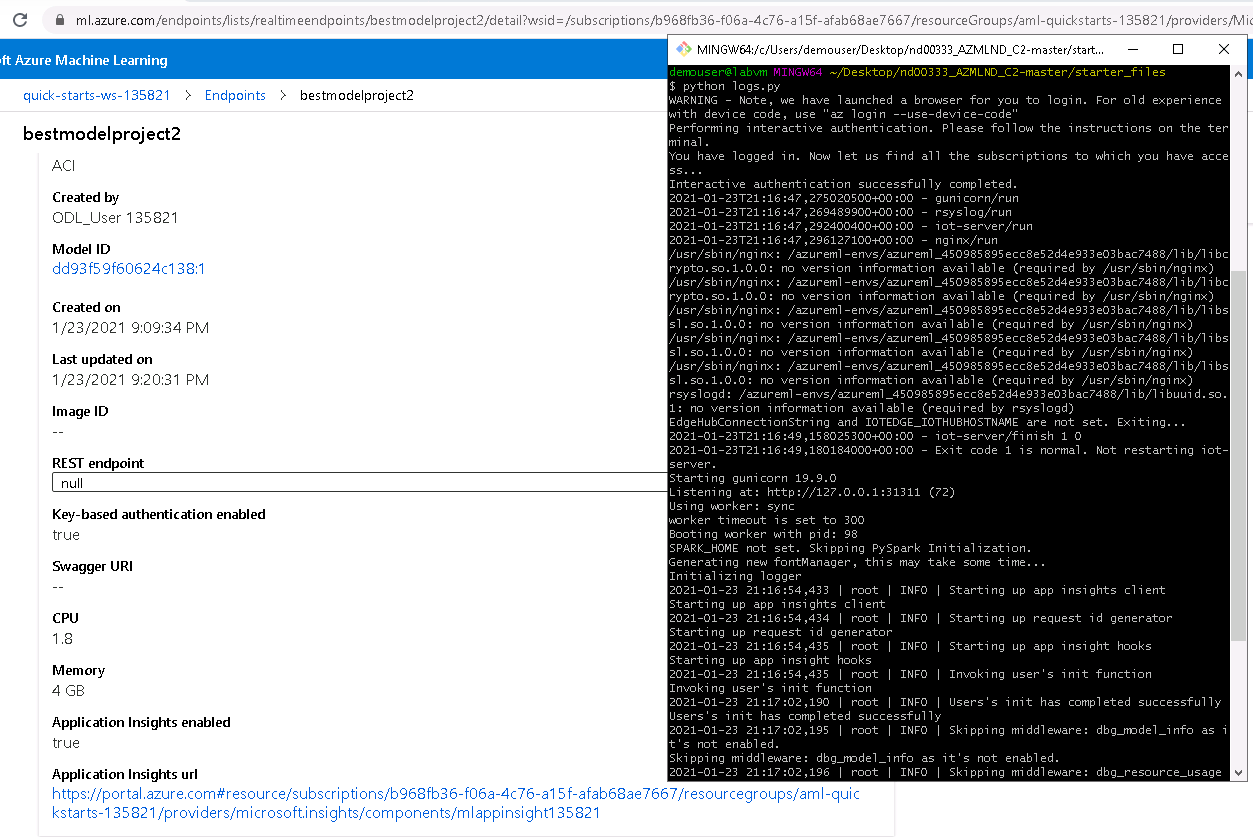 ml.azure.com/endpoints/lists/realtimeendpoints/bestmodelproject2/detail?wsid=/subscriptions/b968fb36-f06a-4c76-a15f-afab68ae7667/resourceGroups/aml-quickstarts-135821/providers/Mic
ft Azure Machine Learning
quick-starts-ws-135821 > Endpoints > bestmodelproject2
bestmodelproject2
ACI
Created by
ODL_User 135821
Model ID
dd93f59f60624c138:1
Created on
1/23/2021 9:09:34 PM
Last updated on
1/23/2021 9:20:31 PM
Image ID
--
REST endpoint
null
Key-based authentication enabled
true
Swagger URI
--
CPU
1.8
Memory
4 GB
Application Insights enabled
true
Application Insights url
https://portal.azure.com#resource/subscriptions/b968fb36-f06a-4c76-a15f-afab68ae7667/resourcegroups/aml-quic
kstarts-135821/providers/microsoft.insights/components/mlappinsight135821
MINGW64:/c/Users/demouser/Desktop/nd00333_AZMLND_C2-master/start...
demouser@labvm MINGW64 ~/Desktop/nd00333_AZMLND_C2-master/starter_files
$ python logs.py
WARNING - Note, we have launched a browser for you to login. For old experience
with device code, use "az login --use-device-code"
Performing interactive authentication. Please follow the instructions on the ter
minal.
You have logged in. Now let us find all the subscriptions to which you have acce
ss...
Interactive authentication successfully completed.
2021-01-23T21:16:47,275020500+00:00 - gunicorn/run
2021-01-23T21:16:47,269489900+00:00 - rsyslog/run
2021-01-23T21:16:47,292400400+00:00 - iot-server/run
2021-01-23T21:16:47,296127100+00:00 - nginx/run
/usr/sbin/nginx: /azureml-envs/azureml_450985895ecc8e52d4e933e03bac7488/lib/libc
rypto.so.1.0.0: no version information available (required by /usr/sbin/nginx)
/usr/sbin/nginx: /azureml-envs/azureml_450985895ecc8e52d4e933e03bac7488/lib/libc
rypto.so.1.0.0: no version information available (required by /usr/sbin/nginx)
/usr/sbin/nginx: /azureml-envs/azureml_450985895ecc8e52d4e933e03bac7488/lib/libs
sl.so.1.0.0: no version information available (required by /usr/sbin/nginx)
/usr/sbin/nginx: /azureml-envs/azureml_450985895ecc8e52d4e933e03bac7488/lib/libs
sl.so.1.0.0: no version information available (required by /usr/sbin/nginx)
/usr/sbin/nginx: /azureml-envs/azureml_450985895ecc8e52d4e933e03bac7488/lib/libs
sl.so.1.0.0: no version information available (required by /usr/sbin/nginx)
rsyslogd: /azureml-envs/azureml_450985895ecc8e52d4e933e03bac7488/lib/libuuid.so.
1: no version information available (required by rsyslogd)
EdgeHubConnectionString and IOTEDGE_IOTHUBHOSTNAME are not set. Exiting...
2021-01-23T21:16:49,158025300+00:00 - iot-server/finish 1 0
2021-01-23T21:16:49,180184000+00:00 - Exit code 1 is normal. Not restarting iot-
server.
Starting gunicorn 19.9.0
Listening at: http://127.0.0.1:31311 (72)
Using worker: sync
worker timeout is set to 300
Booting worker with pid: 98
SPARK_HOME not set. Skipping PySpark Initialization.
Generating new fontManager, this may take some time...
Initializing logger
2021-01-23 21:16:54,433 | root | INFO | Starting up app insights client
Starting up app insights client
2021-01-23 21:16:54,434 | root | INFO | Starting up request id generator
Starting up request id generator
2021-01-23 21:16:54,435 | root | INFO | Starting up app insight hooks
Starting up app insight hooks
2021-01-23 21:16:54,435 | root | INFO | Invoking user's init function
Invoking user's init function
2021-01-23 21:17:02,190 | root | INFO | Users's init has completed successfully
Users's init has completed successfully
2021-01-23 21:17:02,195 | root | INFO | Skipping middleware: dbg_model_info as i
t's not enabled.
Skipping middleware: dbg_model_info as it's not enabled.
2021-01-23 21:17:02,196 | root | INFO | Skipping middleware: dbg_resource_usage